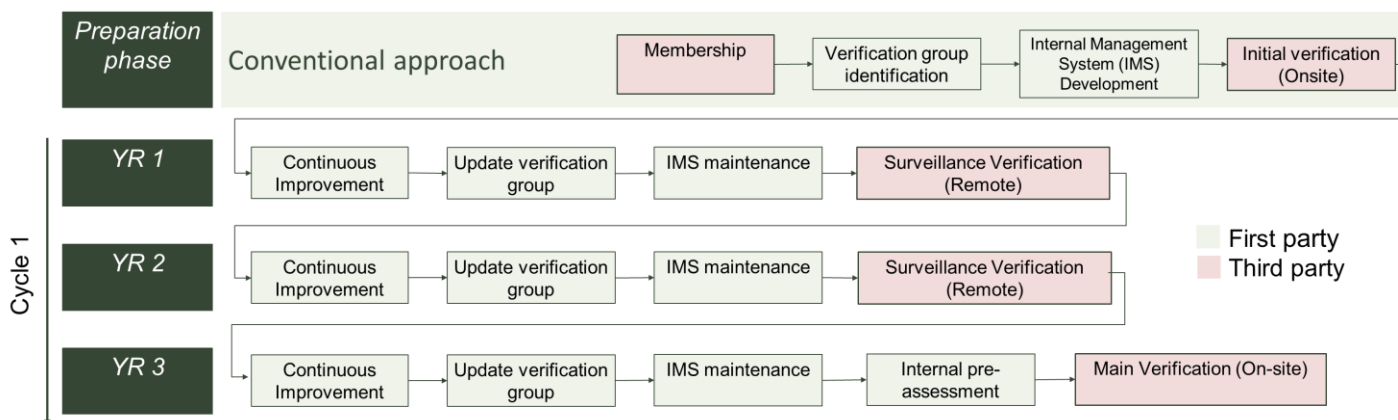 Preparation
phase
Conventional approach
Membership
Verification group
identification
Internal Management
System (IMS)
Development
Initial verification
(Onsite)
Cycle 1
YR 1
Continuous
Improvement
Update verification
group
IMS maintenance
Surveillance Verification
(Remote)
YR 2
Continuous
Improvement
Update verification
group
IMS maintenance
Surveillance Verification
(Remote)
First party
Third party
YR 3
Continuous
Improvement
Update verification
group
IMS maintenance
Internal pre-
assessment
Main Verification (On-site)